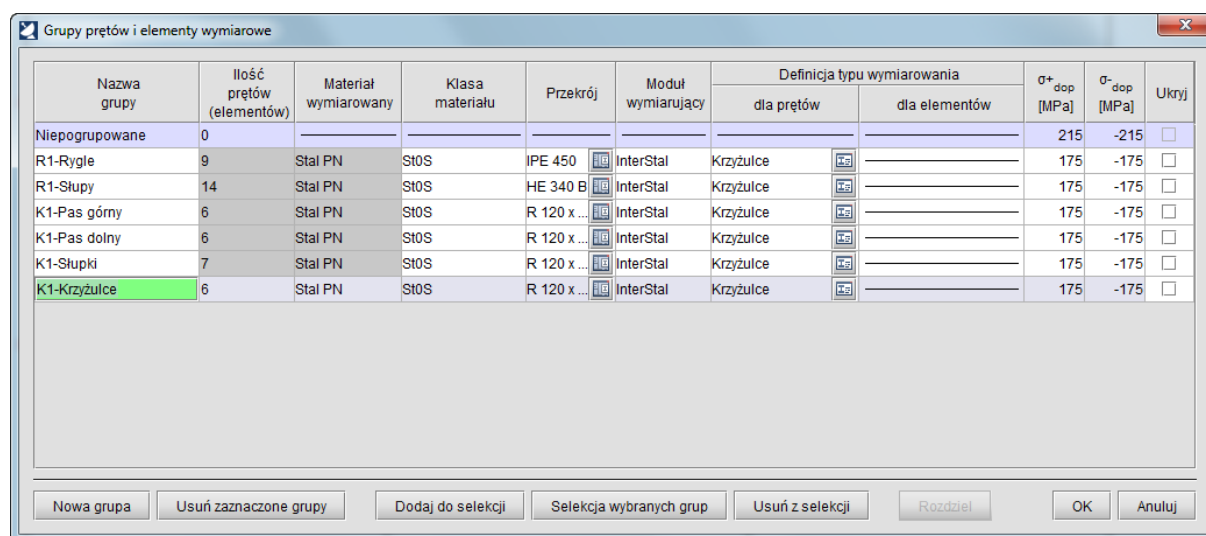 Grupy prętów i elementy wymiarowe
Nazwa grupy Ilość prętów (elementów) Materiał wymiarowany Klasa materiału Przekrój Moduł wymiarujący Definicja typu wymiarowania σ+dop [MPa] σ-dop [MPa] Ukryj
dla prętów dla elementów
Niepogrupowane 0 215 -215
R1-Rygle 9 Stal PN St0S IPE 450 InterStal Krzyżulce 175 -175
R1-Słupy 14 Stal PN St0S HE 340 B InterStal Krzyżulce 175 -175
K1-Pas górny 6 Stal PN St0S R 120 x ... InterStal Krzyżulce 175 -175
K1-Pas dolny 6 Stal PN St0S R 120 x ... InterStal Krzyżulce 175 -175
K1-Słupki 7 Stal PN St0S R 120 x ... InterStal Krzyżulce 175 -175
K1-Krzyżulce 6 Stal PN St0S R 120 x ... InterStal Krzyżulce 175 -175
Nowa grupa Usuń zaznaczone grupy Dodaj do selekcji Selekcja wybranych grup Usuń z selekcji Rozdziel OK Anuluj